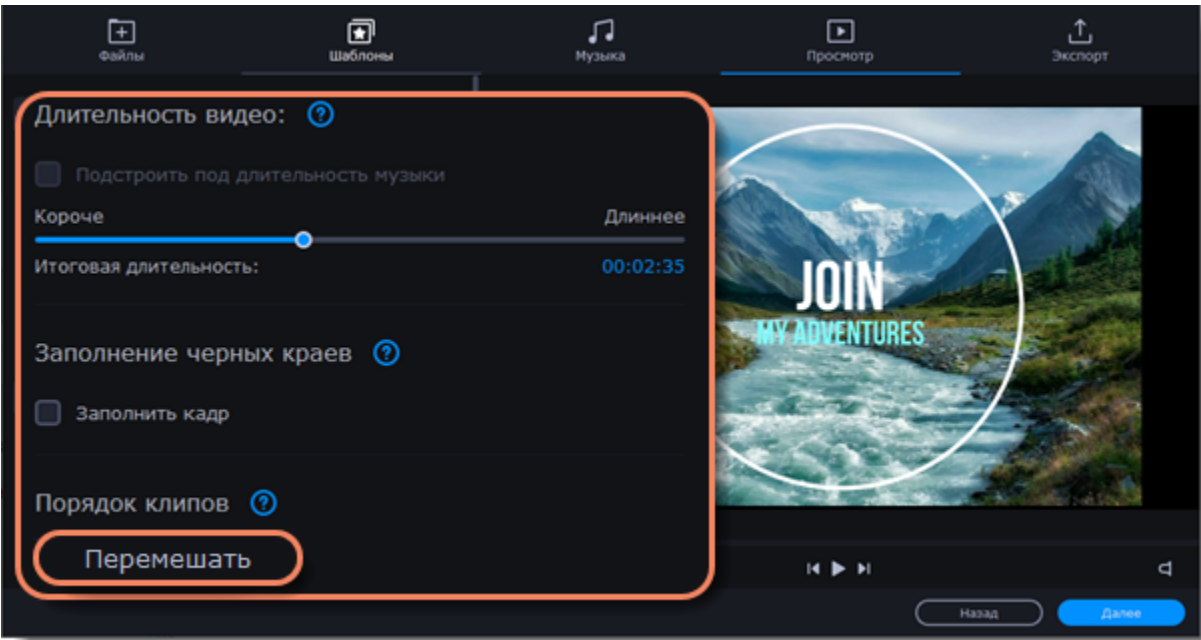 Файлы
Шаблоны
Музыка
Просмотр
Экспорт
Длительность видео:
Подстроить под длительность музыки
Короче Длиннее
Итоговая длительность: 00:02:35
Заполнение черных краев
Заполнить кадр
Порядок клипов
Перемешать
JOIN
MY ADVENTURES
Назад
Далее